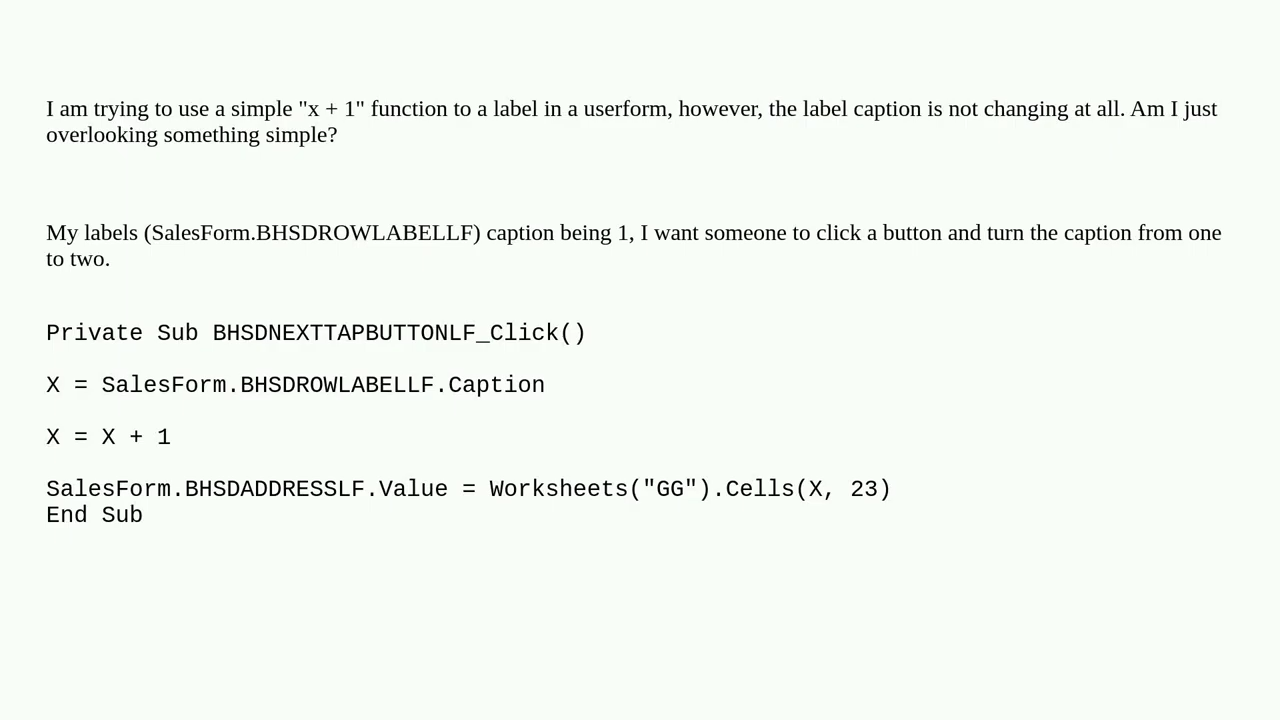 I am trying to use a simple "x + 1" function to a label in a userform, however, the label caption is not changing at all. Am I just
overlooking something simple?
My labels (SalesForm.BHSDROWLABELLF) caption being 1, I want someone to click a button and turn the caption from one
to two.
Private Sub BHSDNEXTTAPBUTTONLF_Click()
X = SalesForm.BHSDROWLABELLF.Caption
X = X + 1
SalesForm.BHSDADDRESSLF.Value = Worksheets("GG").Cells(X, 23)
End Sub